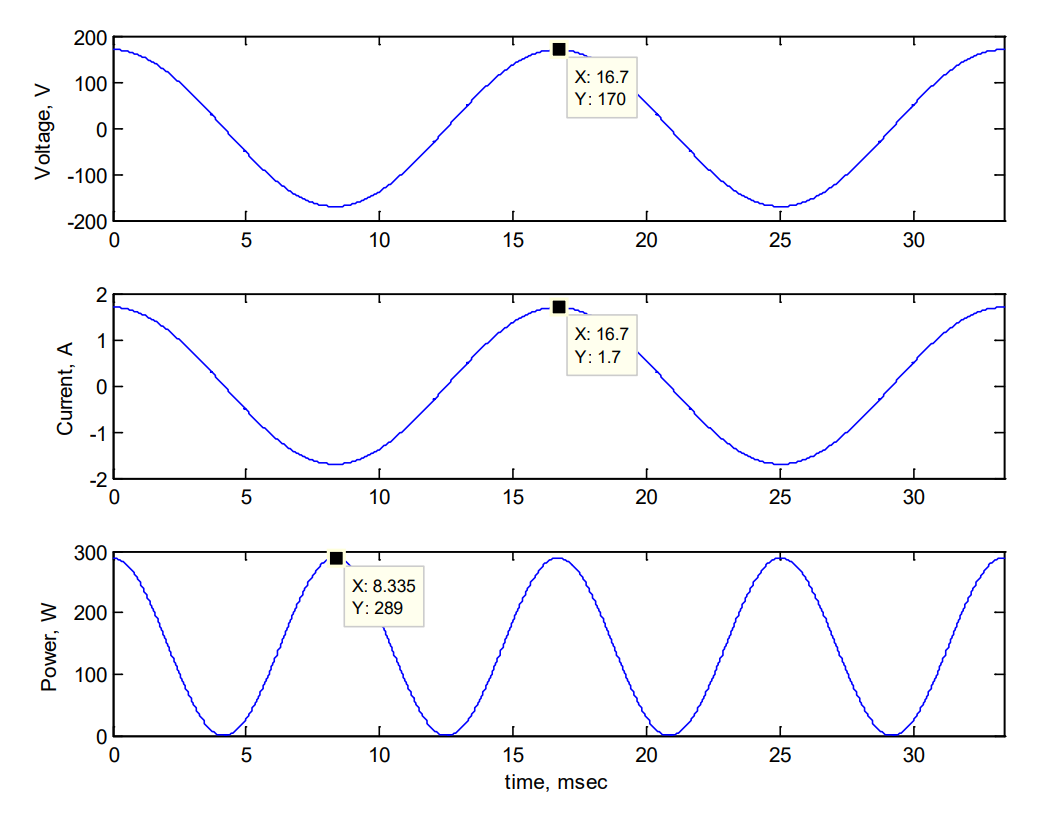 200
100
0
-100
-200
Voltage, V
X: 16.7
Y: 170
0 5 10 15 20 25 30
2
1
0
-1
-2
Current, A
X: 16.7
Y: 1.7
0 5 10 15 20 25 30
300
200
100
0
Power, W
X: 8.335
Y: 289
0 5 10 15 20 25 30
time, msec